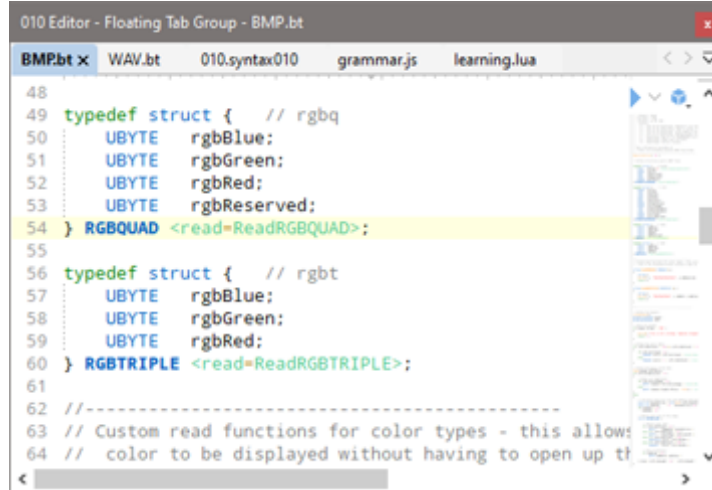 010 Editor - Floating Tab Group - BMP.bt
BMP.bt × WAV.bt 010.syntax010 grammar.js learning.lua
48
49 typedef struct { // rgbq
50 UBYTE rgbBlue;
51 UBYTE rgbGreen;
52 UBYTE rgbRed;
53 UBYTE rgbReserved;
54 } RGBQUAD <read=ReadRGBQUAD>;
55
56 typedef struct { // rgbt
57 UBYTE rgbBlue;
58 UBYTE rgbGreen;
59 UBYTE rgbRed;
60 } RGBTRIPLE <read=ReadRGBTRIPLE>;
61
62 //---------------------------------------------
63 // Custom read functions for color types - this allows
64 // color to be displayed without having to open up